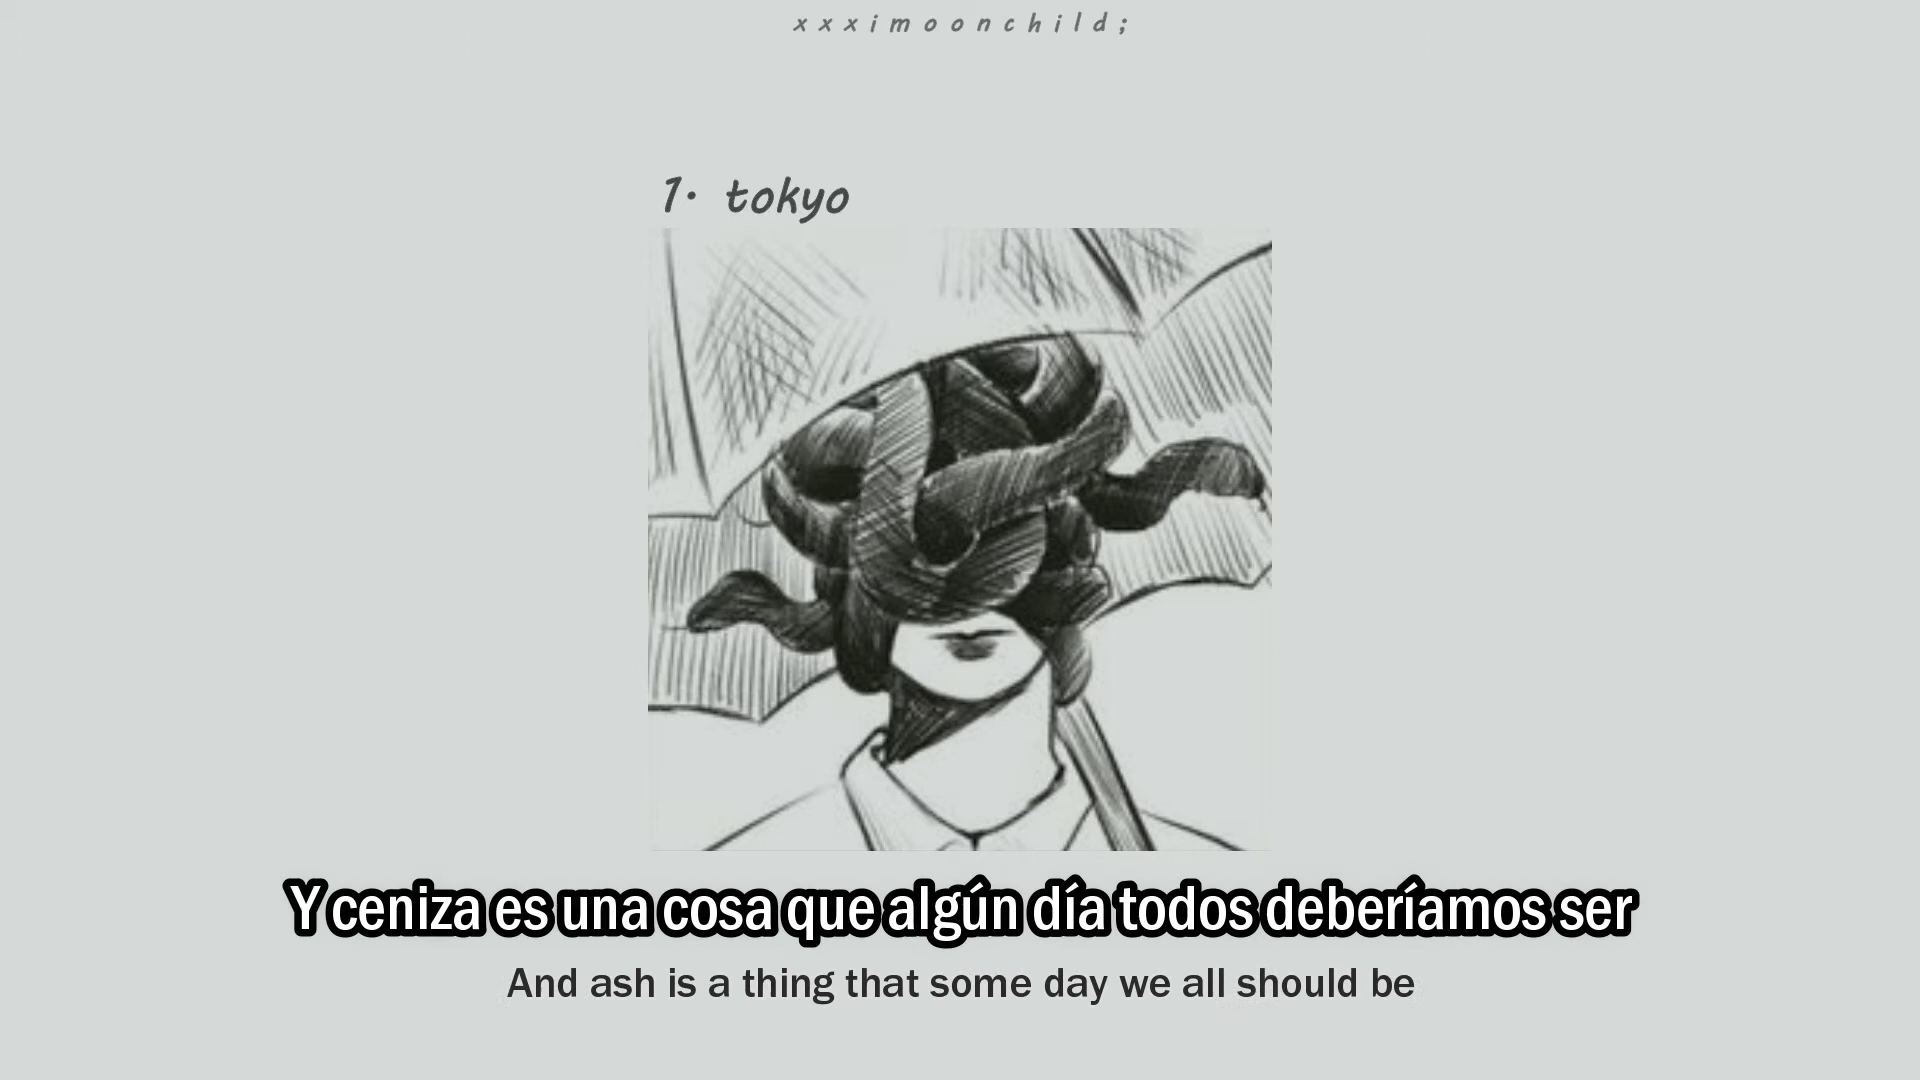 xxximoonchild;
1. tokyo
Y ceniza es una cosa que algún día todos deberíamos ser
And ash is a thing that some day we all should be